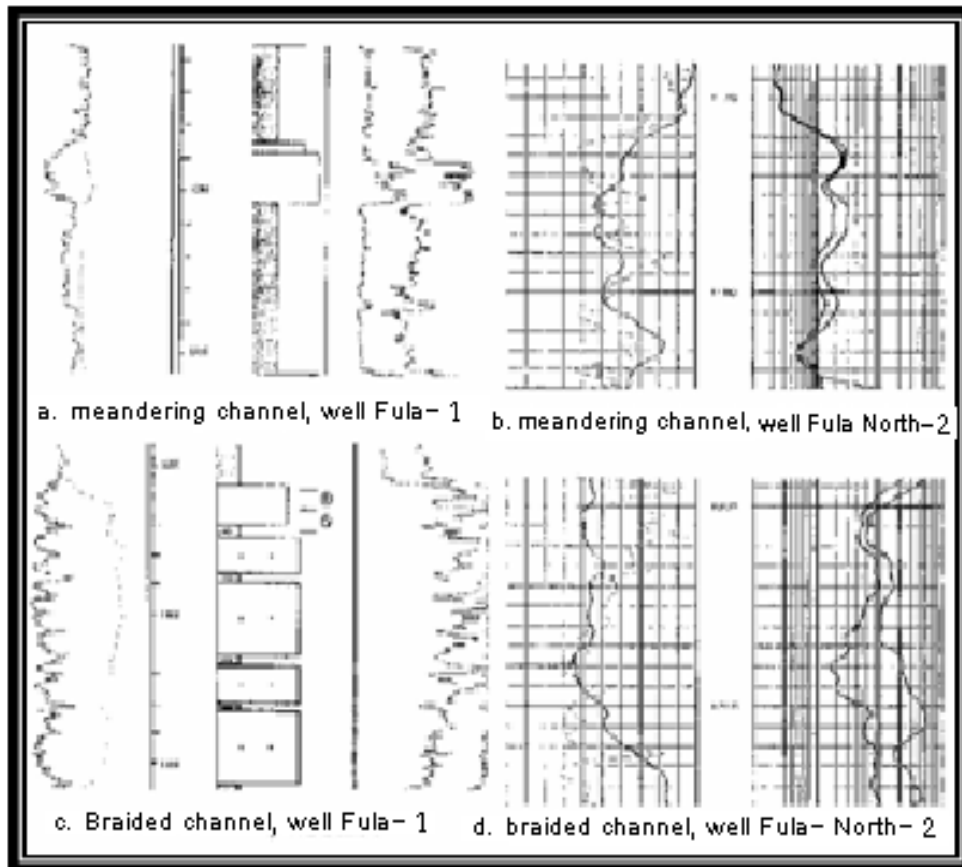 a. meandering channel, well Fula-1
b. meandering channel, well Fula North-2
c. Braided channel, well Fula-1
d. braided channel, well Fula-North-2